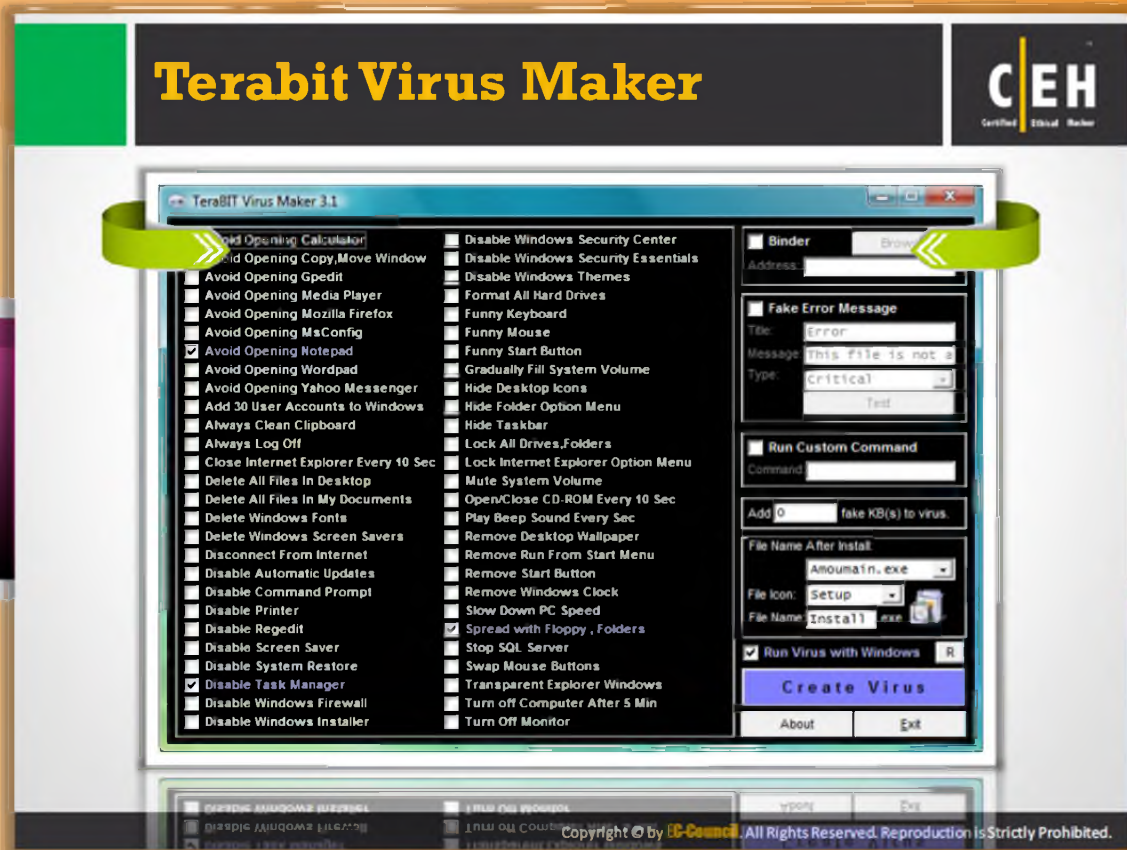 Terabit Virus Maker
C EH
Certified Ethical Hacker
TeraBIT Virus Maker 3.1
Opening Calculator
Opening Copy,Move Window
Avoid Opening Gpedit
Avoid Opening Media Player
Avoid Opening Mozilla Firefox
Avoid Opening MsConfig
Avoid Opening Notepad
Avoid Opening Wordpad
Avoid Opening Yahoo Messenger
Add 30 User Accounts to Windows
Always Clean Clipboard
Always Log Off
Close Internet Explorer Every 10 Sec
Delete All Files In Desktop
Delete All Files In My Documents
Delete Windows Fonts
Delete Windows Screen Savers
Disconnect From Internet
Disable Automatic Updates
Disable Command Prompt
Disable Printer
Disable Regedit
Disable Screen Saver
Disable System Restore
Disable Task Manager
Disable Windows Firewall
Disable Windows Installer
Disable Windows Security Center
Disable Windows Security Essentials
Disable Windows Themes
Format All Hard Drives
Funny Keyboard
Funny Mouse
Funny Start Button
Gradually Fill System Volume
Hide Desktop Icons
Hide Folder Option Menu
Hide Taskbar
Lock All Drives,Folders
Lock Internet Explorer Option Menu
Mute System Volume
Open/Close CD-ROM Every 10 Sec
Play Beep Sound Every Sec
Remove Desktop Wallpaper
Remove Run From Start Menu
Remove Start Button
Remove Windows Clock
Slow Down PC Speed
Spread with Floppy , Folders
Stop SQL Server
Swap Mouse Buttons
Transparent Explorer Windows
Turn off Computer After 5 Min
Turn Off Monitor
Binder
Address:
Fake Error Message
Title: Error
Message: This file is not a
Type: Critical
Test
Run Custom Command
Command:
Add 0 fake KB(s) to virus.
File Name After Install:
Amoumain.exe
File Icon: Setup
File Name: Install .exe
Run Virus with Windows R
Create Virus
About Exit
Copyright © by EC-Council. All Rights Reserved. Reproduction is Strictly Prohibited.